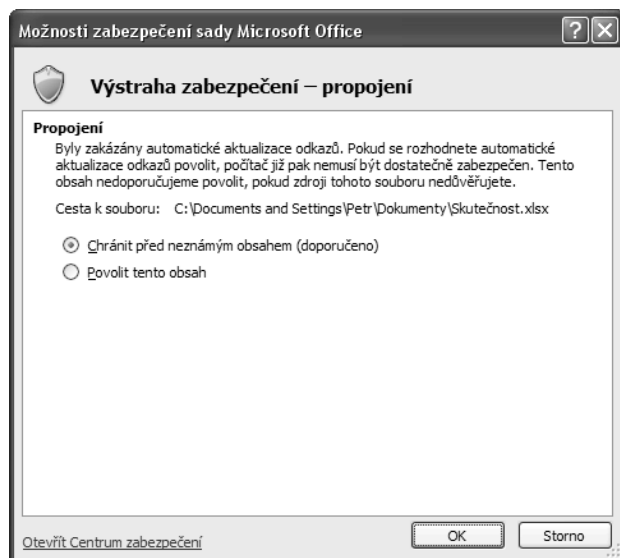 Možnosti zabezpečení sady Microsoft Office
Výstraha zabezpečení – propojení
Propojení
Byly zakázány automatické aktualizace odkazů. Pokud se rozhodnete automatické
aktualizace odkazů povolit, počítač již pak nemusí být dostatečně zabezpečen. Tento
obsah nedoporučujeme povolit, pokud zdroji tohoto souboru nedůvěřujete.
Cesta k souboru: C:\Documents and Settings\Petr\Dokumenty\Skutečnost.xlsx
Chránit před neznámým obsahem (doporučeno)
Povolit tento obsah
Otevřít Centrum zabezpečení
OK
Storno